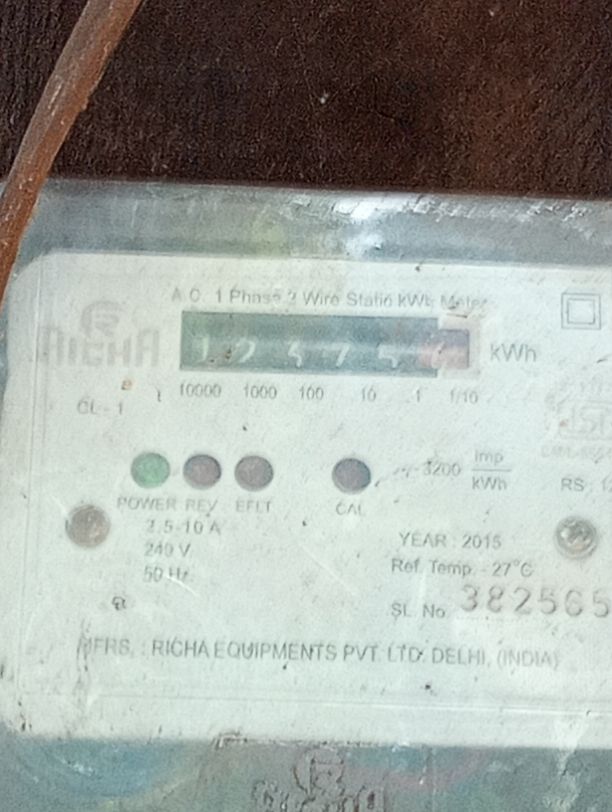 A.C. 1 Phase 2 Wire Static kWh Meter
RICHA
kWh
10000 1000 100 10 1 1/10
CL - 1
3200 imp
kWh
POWER REV EFLT CAL
RS
2.5-10 A
240 V
50 Hz
YEAR : 2015
Ref. Temp. - 27°C
SL. No. 382565
MFRS. : RICHA EQUIPMENTS PVT. LTD. DELHI, (INDIA)